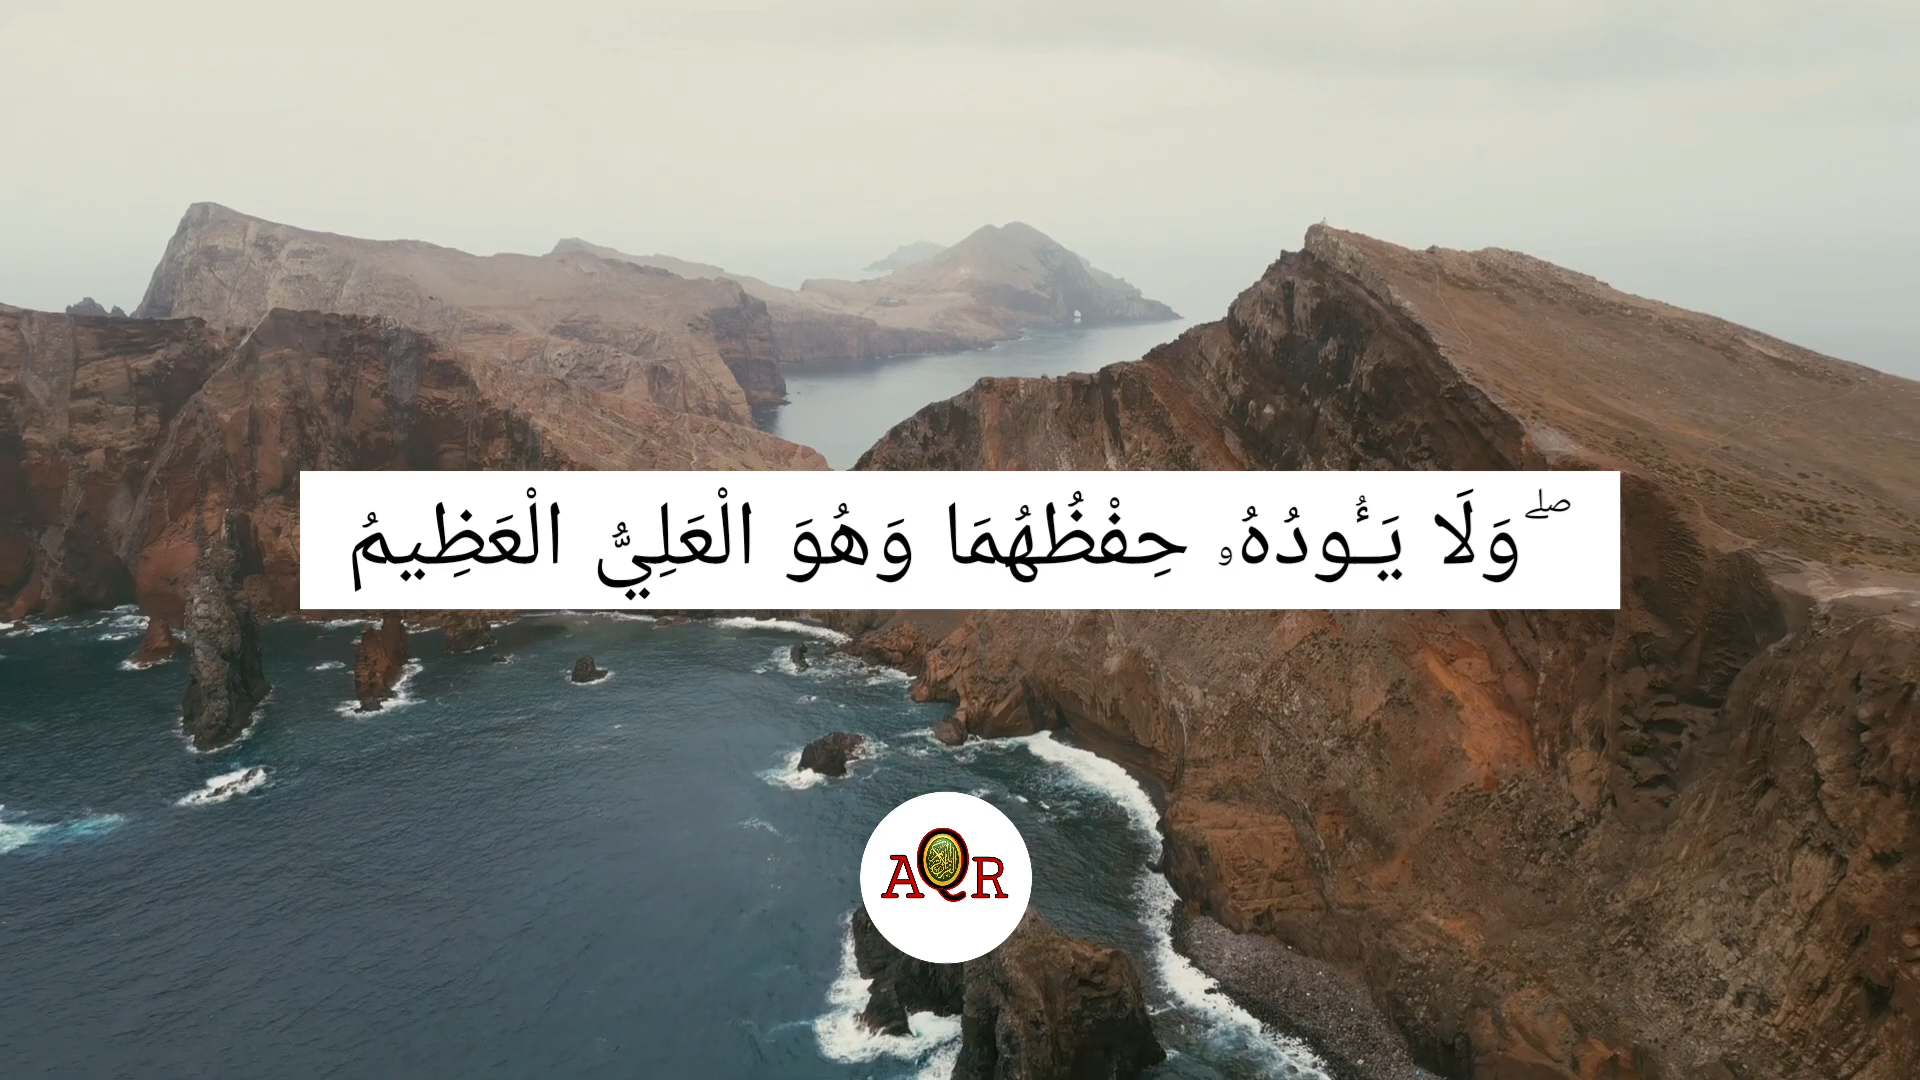 ۖ وَلَا يَـُٔودُهُۥ حِفْظُهُمَا وَهُوَ الْعَلِيُّ الْعَظِيمُ
AQR